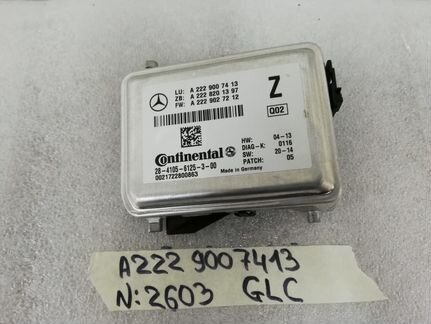 LU: A 222 900 74 13
ZB: A 222 820 13 97
FW: A 222 902 72 12
Z
Q02
Continental
28-4105-6125-3-00
0021722800863
HW: 04-13
DIAG-K: 0116
SW: 20-14
PATCH: 05
Made in Germany
A222 9007413
N:2603 GLC